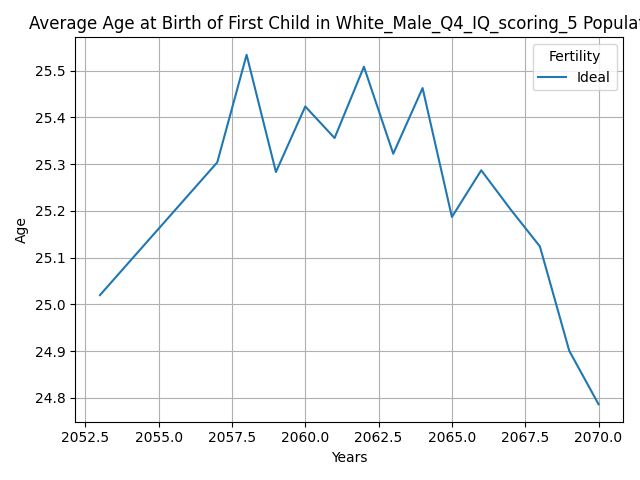 Average Age at Birth of First Child in White_Male_Q4_IQ_scoring_5 Populat
Fertility
Ideal
25.5
25.4
25.3
25.2
25.1
25.0
24.9
24.8
Age
2052.5 2055.0 2057.5 2060.0 2062.5 2065.0 2067.5 2070.0
Years